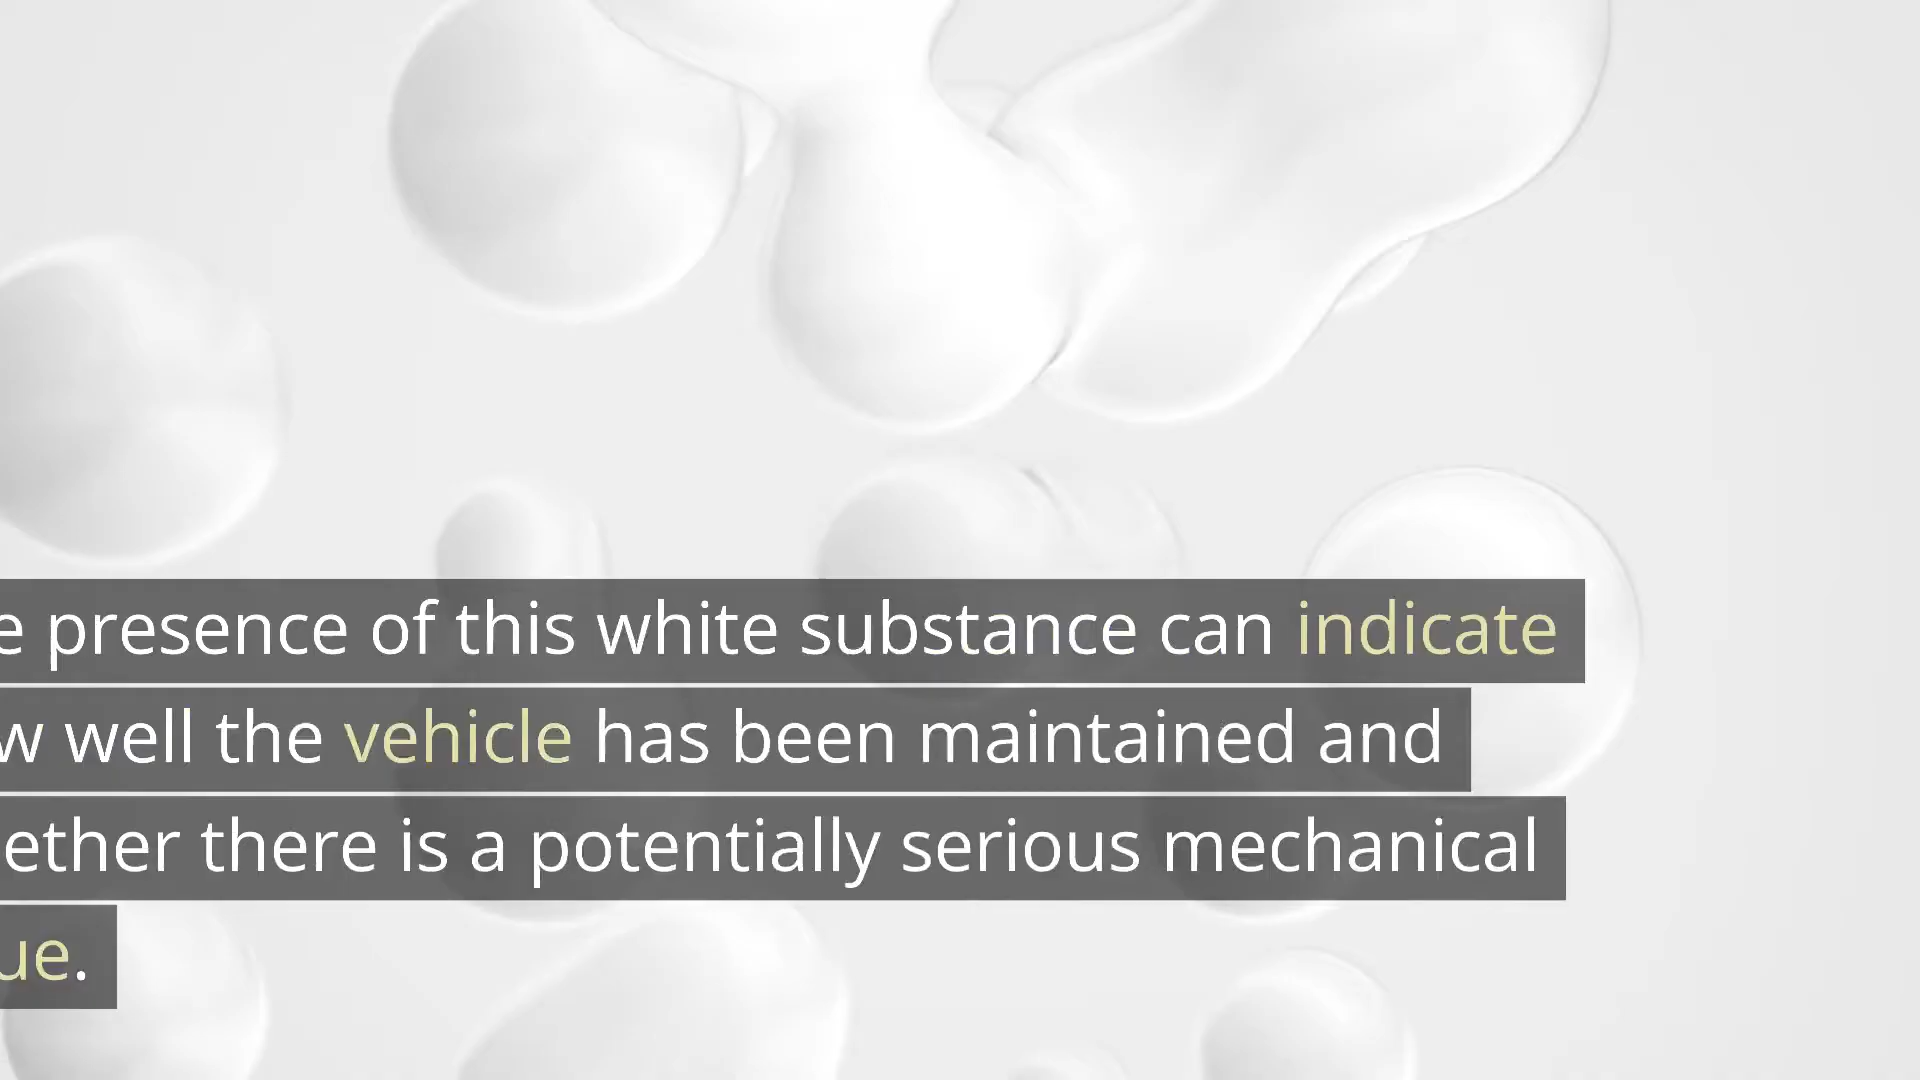 e presence of this white substance can indicate
w well the vehicle has been maintained and
ether there is a potentially serious mechanical
ue.